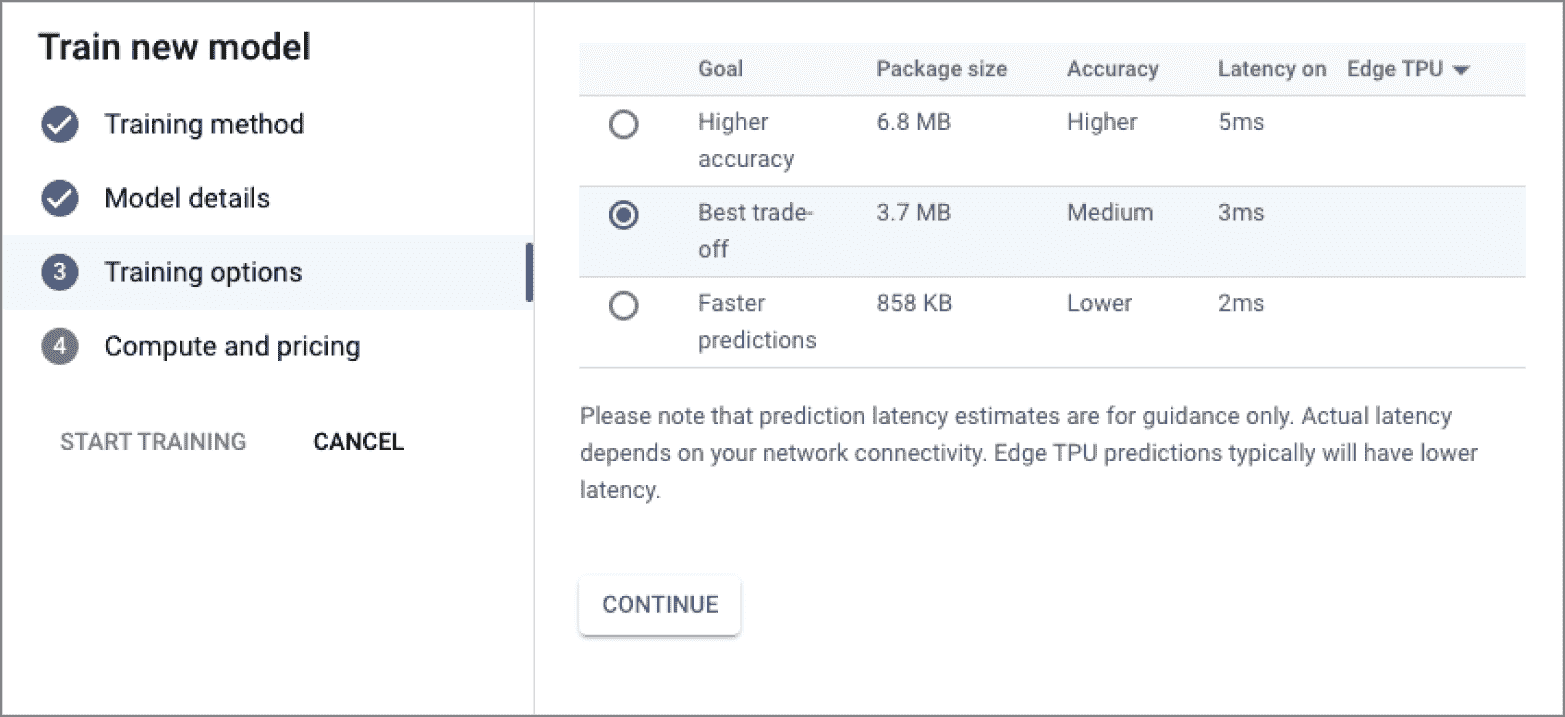 Train new model
Training method
Model details
3 Training options
4 Compute and pricing
START TRAINING CANCEL
Goal Package size Accuracy Latency on Edge TPU
Higher accuracy 6.8 MB Higher 5ms
Best trade-off 3.7 MB Medium 3ms
Faster predictions 858 KB Lower 2ms
Please note that prediction latency estimates are for guidance only. Actual latency
depends on your network connectivity. Edge TPU predictions typically will have lower
latency.
CONTINUE